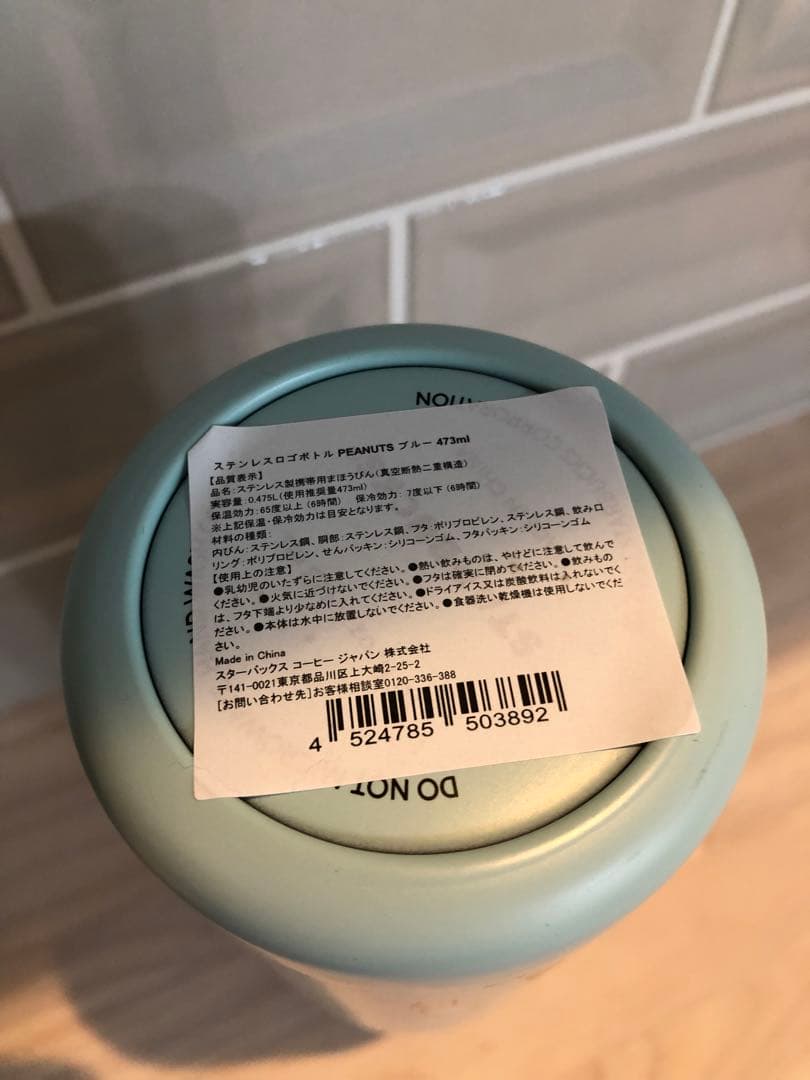 ステンレスロゴボトル PEANUTS ブルー 473ml
【品質表示】
品名:ステンレス製携帯用まほうびん(真空断熱二重構造)
実容量:0.475L(使用推奨量473ml)
保温効力:65度以上(6時間) 保冷効力: 7度以下(6時間)
※上記保温・保冷効力は目安となります。
材料の種類:
内びん:ステンレス鋼、胴部:ステンレス鋼、フタ:ポリプロピレン、ステンレス鋼、飲み口
リング:ポリプロピレン、せんパッキン:シリコーンゴム、フタパッキン:シリコーンゴム
【使用上の注意】
●乳幼児のいたずらに注意してください。●熱い飲みものは、やけどに注意して飲んで
ください。●火気に近づけないでください。●フタは確実に閉めてください。●飲みもの
は、フタ下端より少なめに入れてください。●ドライアイス又は炭酸飲料は入れないでく
ださい。●本体は水中に放置しないでください。●食器洗い乾燥機は使用しないでくだ
さい。
Made in China
スターバックス コーヒー ジャパン 株式会社
〒141-0021東京都品川区上大崎2-25-2
[お問い合わせ先]お客様相談室0120-336-388
4 524785 503892
DO NOT